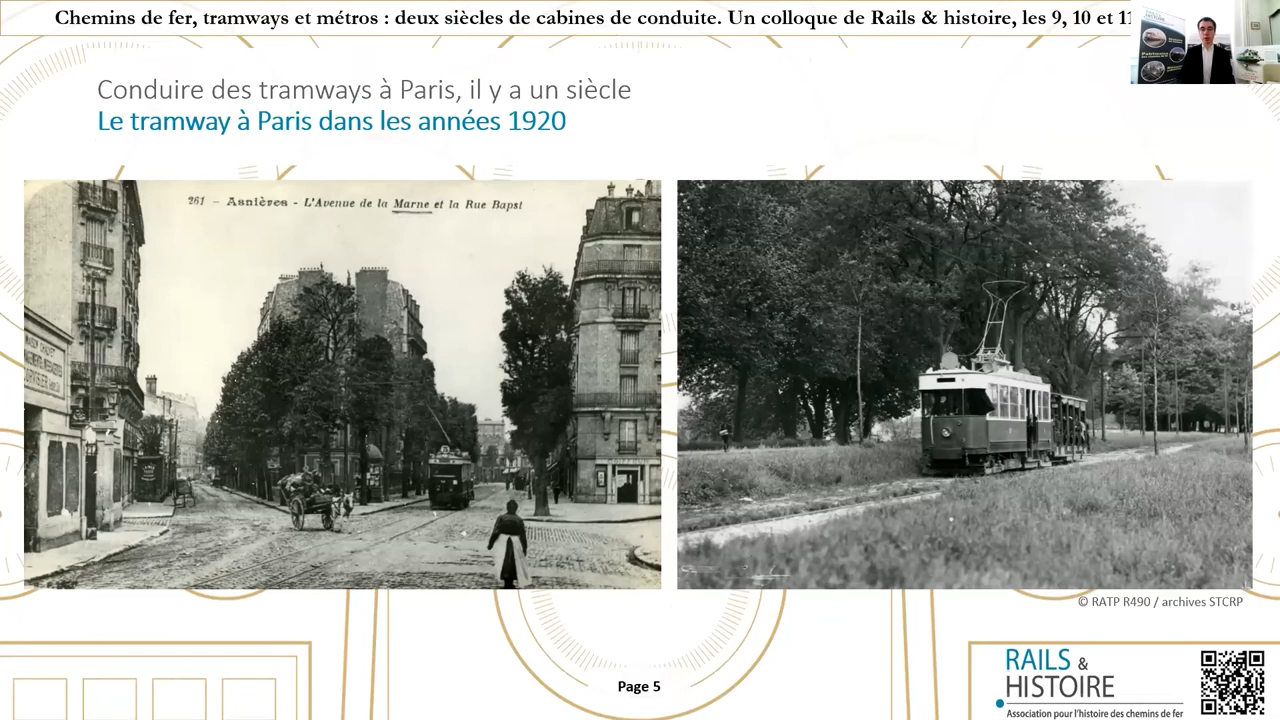 Chemins de fer, tramways et métros : deux siècles de cabines de conduite. Un colloque de Rails & histoire, les 9, 10 et 11
Conduire des tramways à Paris, il y a un siècle
Le tramway à Paris dans les années 1920
261 - Asnières - L'Avenue de la Marne et la Rue Bapst
© RATP R490 / archives STCRP
Page 5
RAILS &
HISTOIRE
Association pour l'histoire des chemins de fer